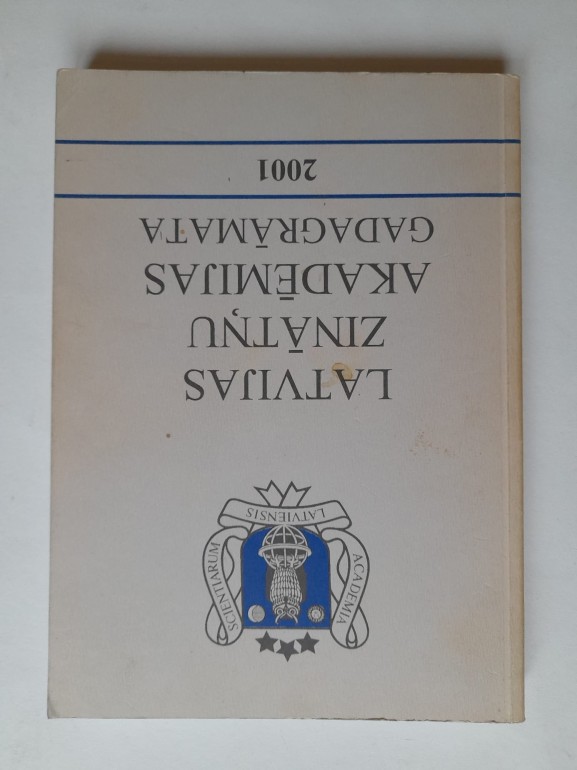 ACADEMIA
SCIENTIARUM
LATVIENSIS
LATVIJAS
ZINĀTŅU
AKADĒMIJAS
GADAGRĀMATA
2001